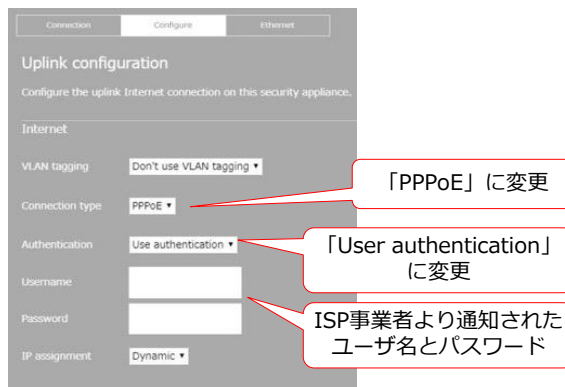 Connection Configure Ethernet
Uplink configuration
Configure the uplink Internet connection on this security appliance.
Internet
VLAN tagging Don't use VLAN tagging
Connection type PPPoE
「PPPoE」に変更
Authentication Use authentication
「User authentication」
に変更
Username
Password
ISP事業者より通知された
ユーザ名とパスワード
IP assignment Dynamic